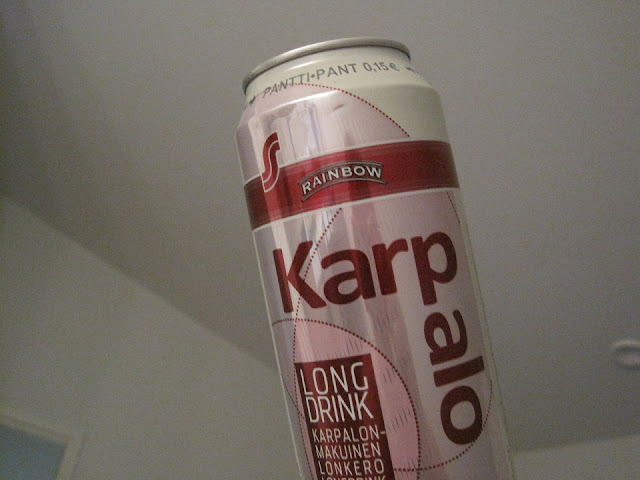 PANTTI•PANT 0,15€
RAINBOW
Karpalo
LONG
DRINK
KARPALON-
MAKUINEN
LONKERO